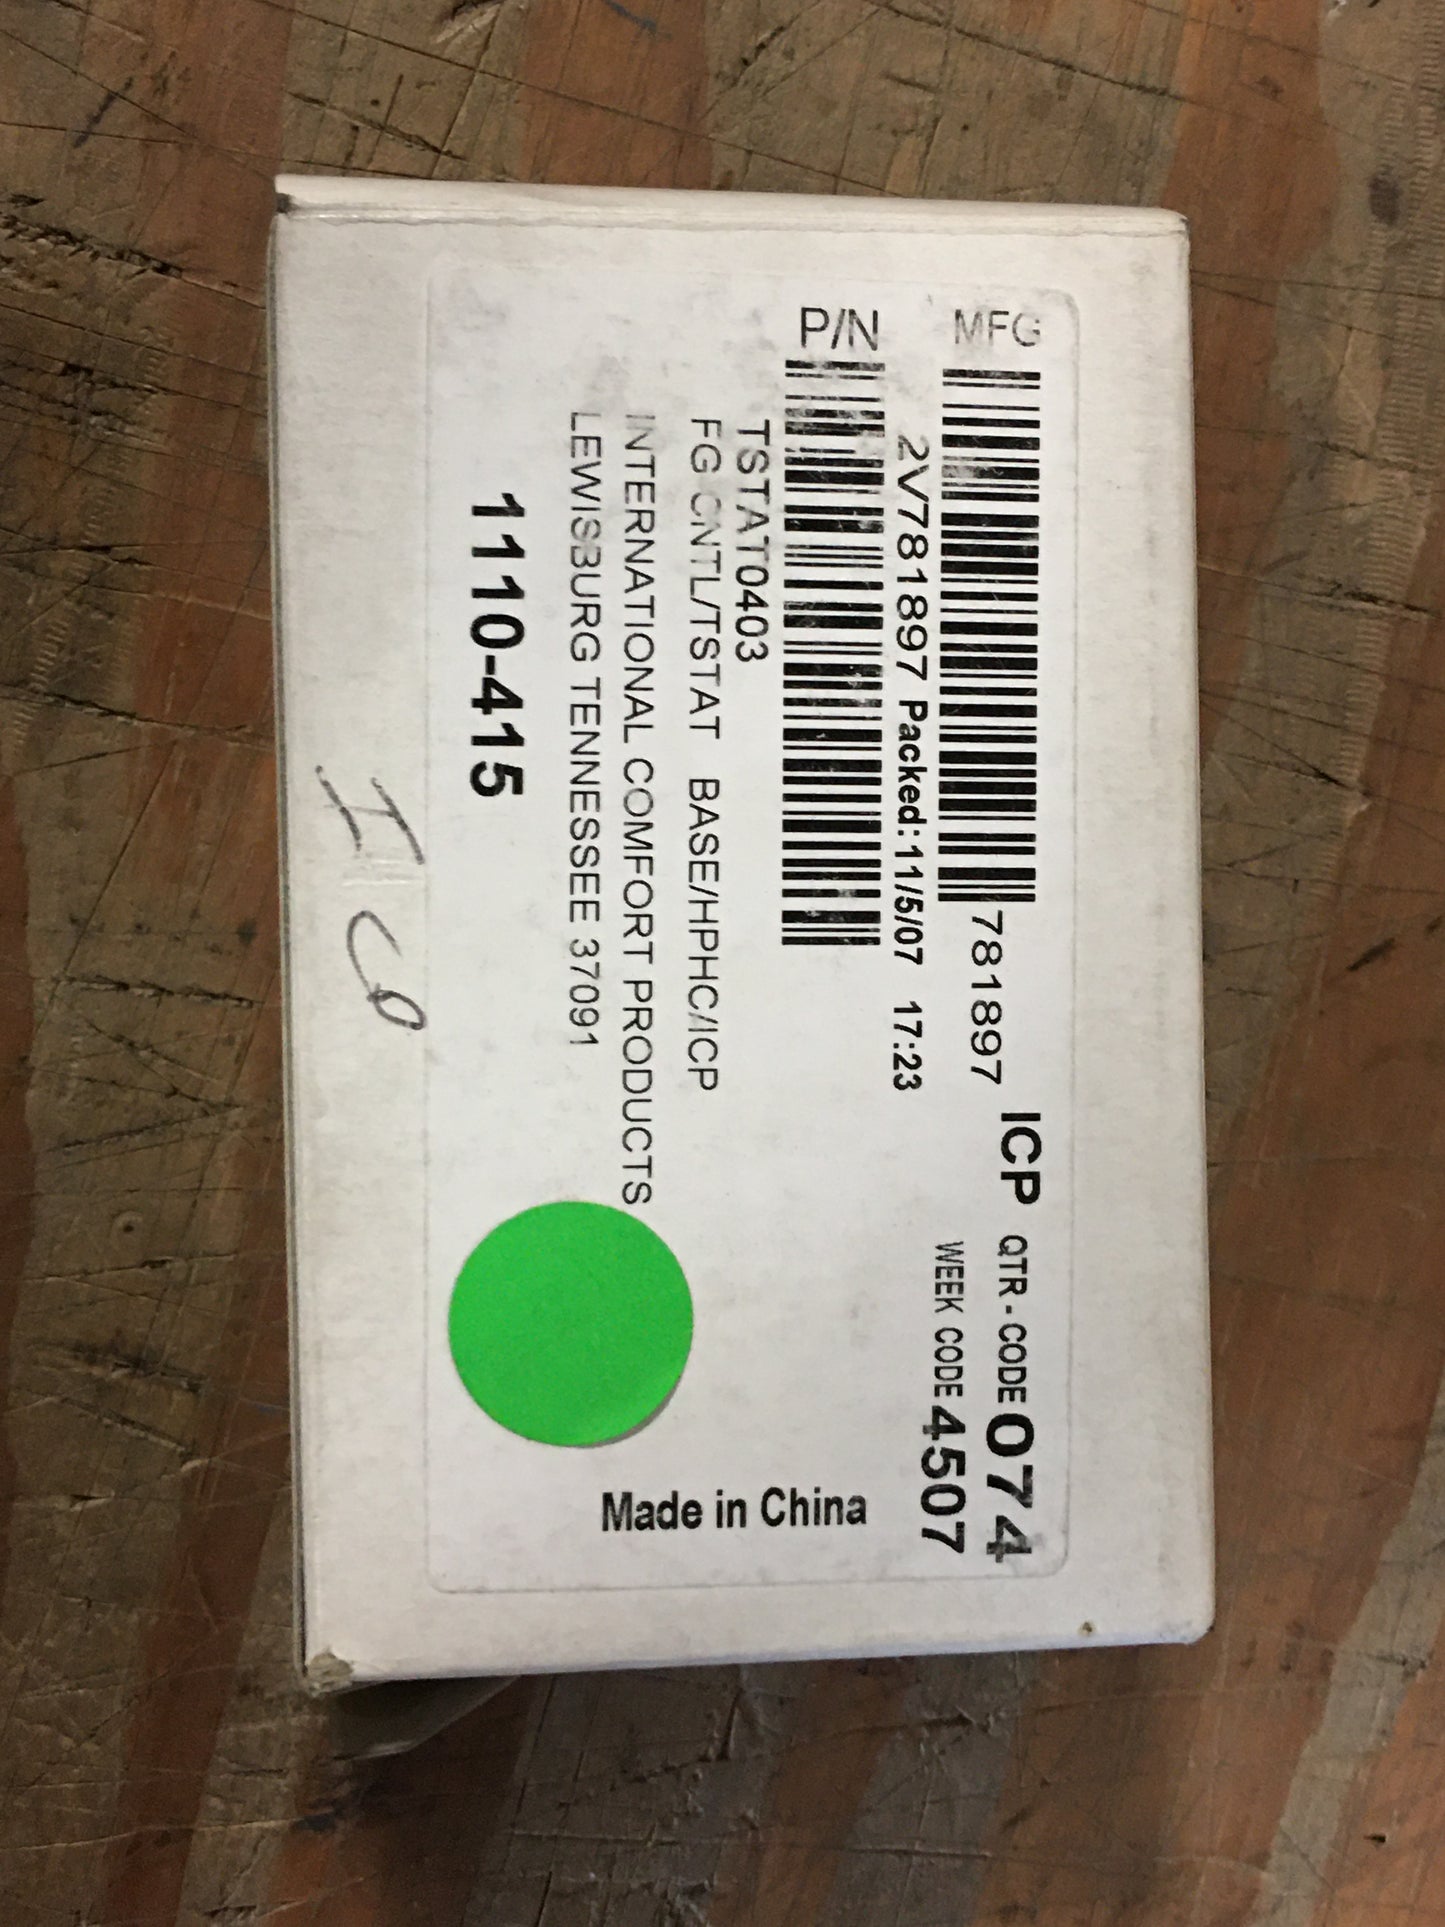 MFG 781897 ICP QTR - CODE 074
2V781897 Packed:11/5/07 17:23 WEEK CODE 4507
P/N
TSTAT0403
FG CNTL/TSTAT BASE/HPHC/ICP
INTERNATIONAL COMFORT PRODUCTS
LEWISBURG TENNESSEE 37091
1110-415
Made in China